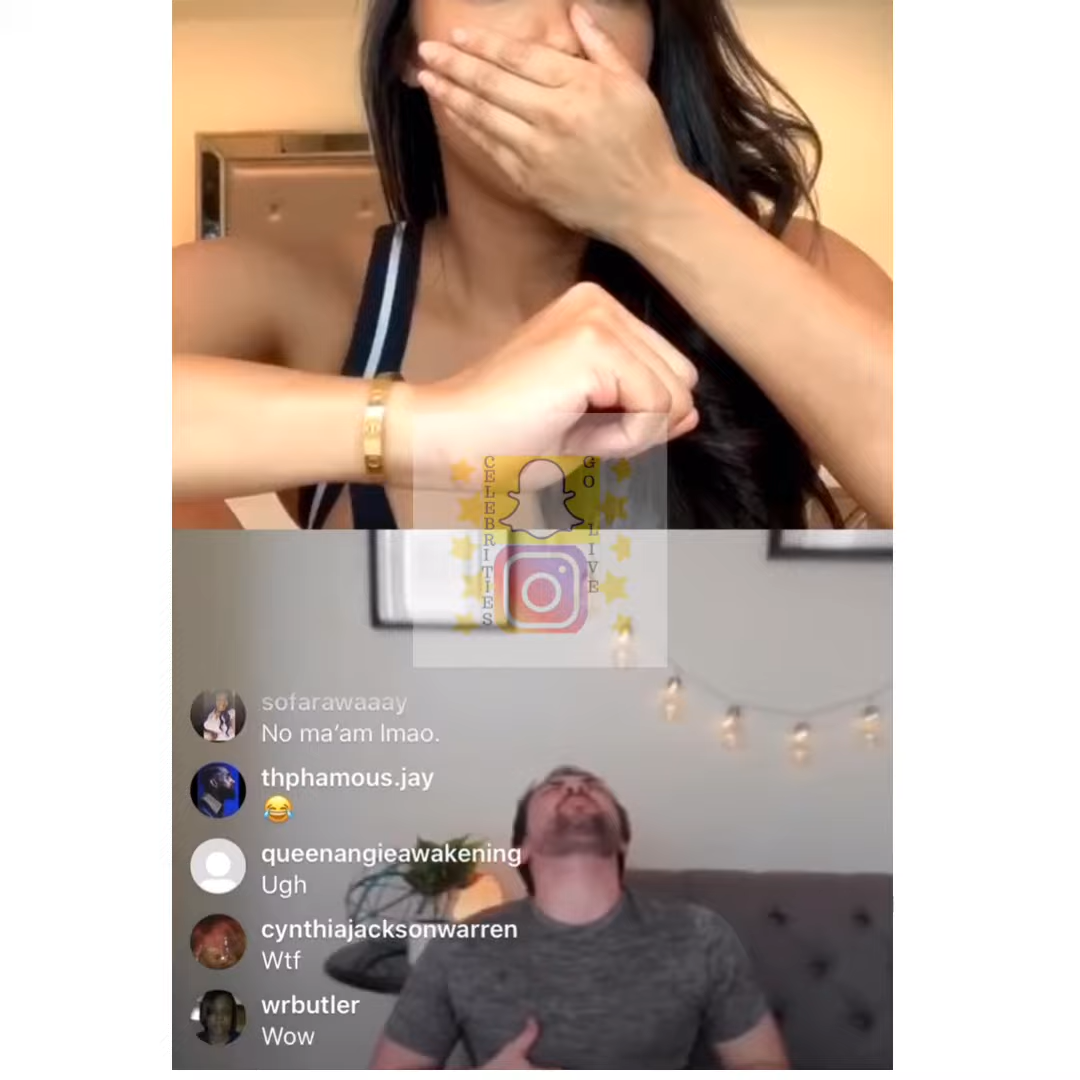 CELEBRITIES
GO LIVE
sofarawaaay
No ma’am lmao.
thphamous.jay
😂
queenangieawakening
Ugh
cynthiajacksonwarren
Wtf
wrbutler
Wow